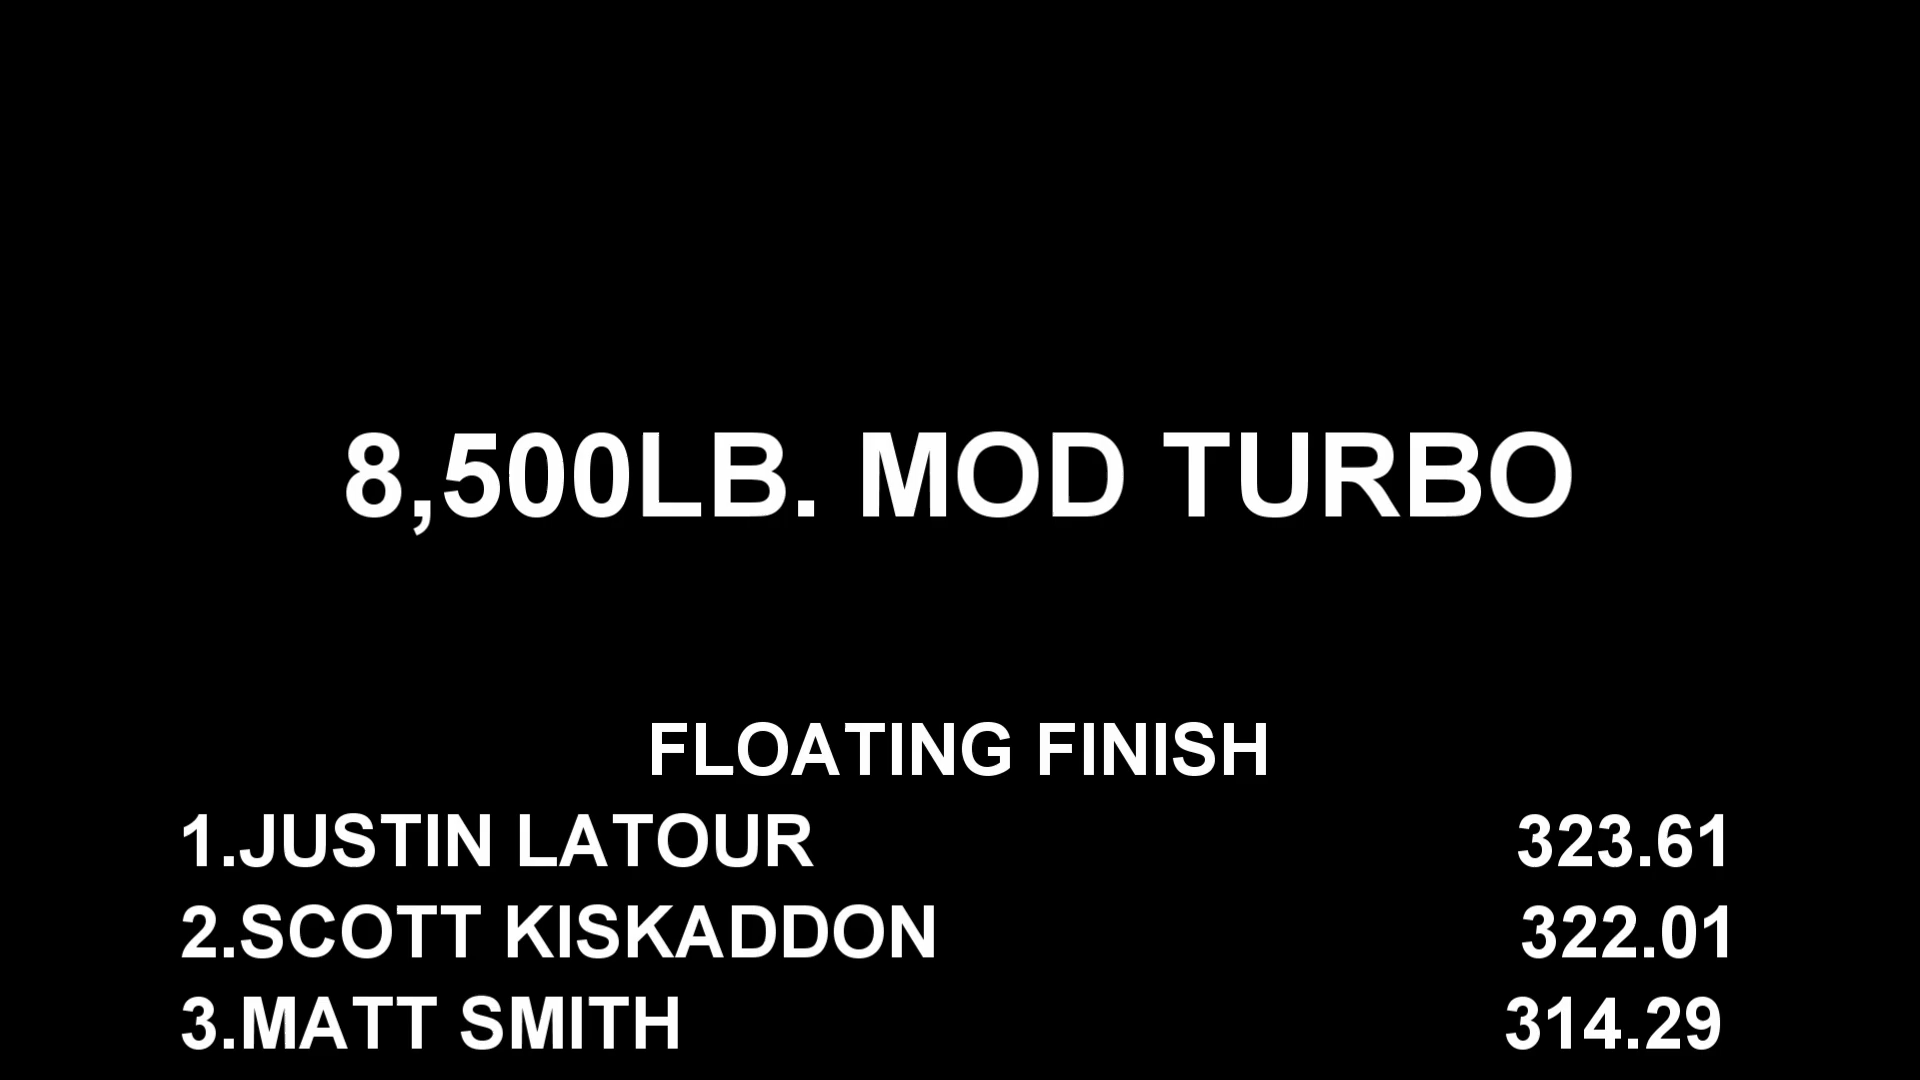 8,500LB. MOD TURBO
FLOATING FINISH
1.JUSTIN LATOUR 323.61
2.SCOTT KISKADDON 322.01
3.MATT SMITH 314.29